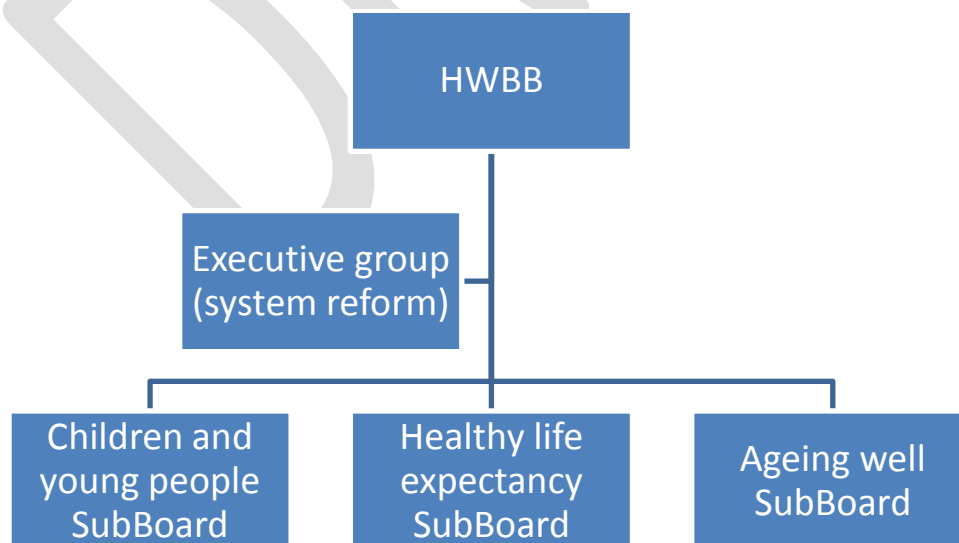 HWBB
Executive group
(system reform)
Children and
young people
SubBoard
Healthy life
expectancy
SubBoard
Ageing well
SubBoard